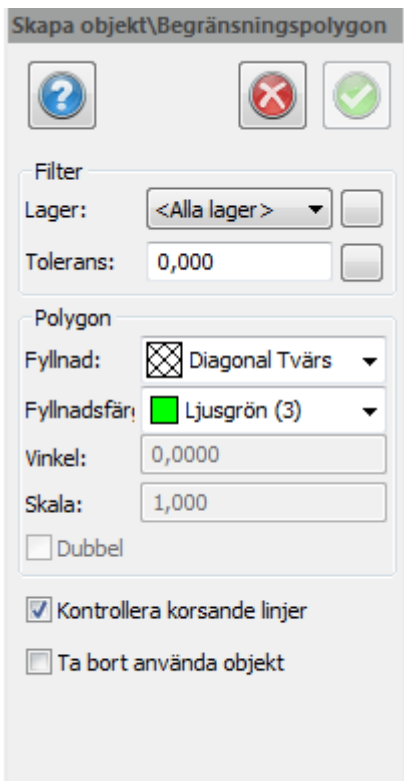 Skapa objekt\Begränsningspolygon
?
Filter
Lager: <Alla lager>
Tolerans: 0,000
Polygon
Fyllnad: Diagonal Tvärs
Fyllnadsfär Ljusgrön (3)
Vinkel: 0,0000
Skala: 1,000
Dubbel
Kontrollera korsande linjer
Ta bort använda objekt